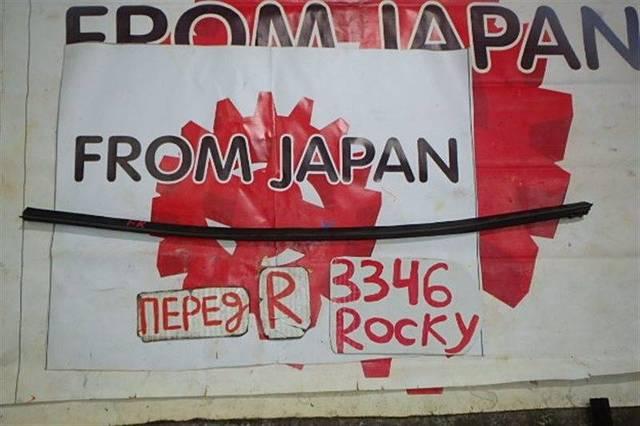 FROM JAPAN
FROM JAPAN
ПЕРЕД R 3346
Rocky